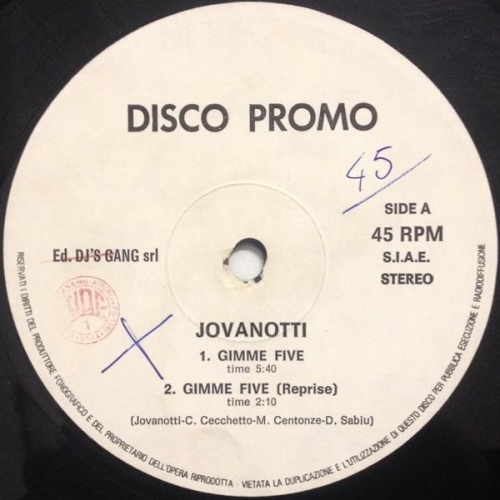 DISCO PROMO
45
SIDE A
45 RPM
S.I.A.E.
STEREO
Ed. DJ'S GANG srl
JOVANOTTI
1. GIMME FIVE
time 5:40
2. GIMME FIVE (Reprise)
time 2:10
(Jovanotti-C. Cecchetto-M. Centonze-D. Sabiu)
RISERVATI I DIRITTI DEL PRODUTTORE FONOGRAFICO E DEL PROPRIETARIO DELL'OPERA RIPRODOTTA - VIETATA LA DUPLICAZIONE E L'UTILIZZAZIONE DI QUESTO DISCO PER PUBBLICA ESECUZIONE E RADIODIFFUSIONE